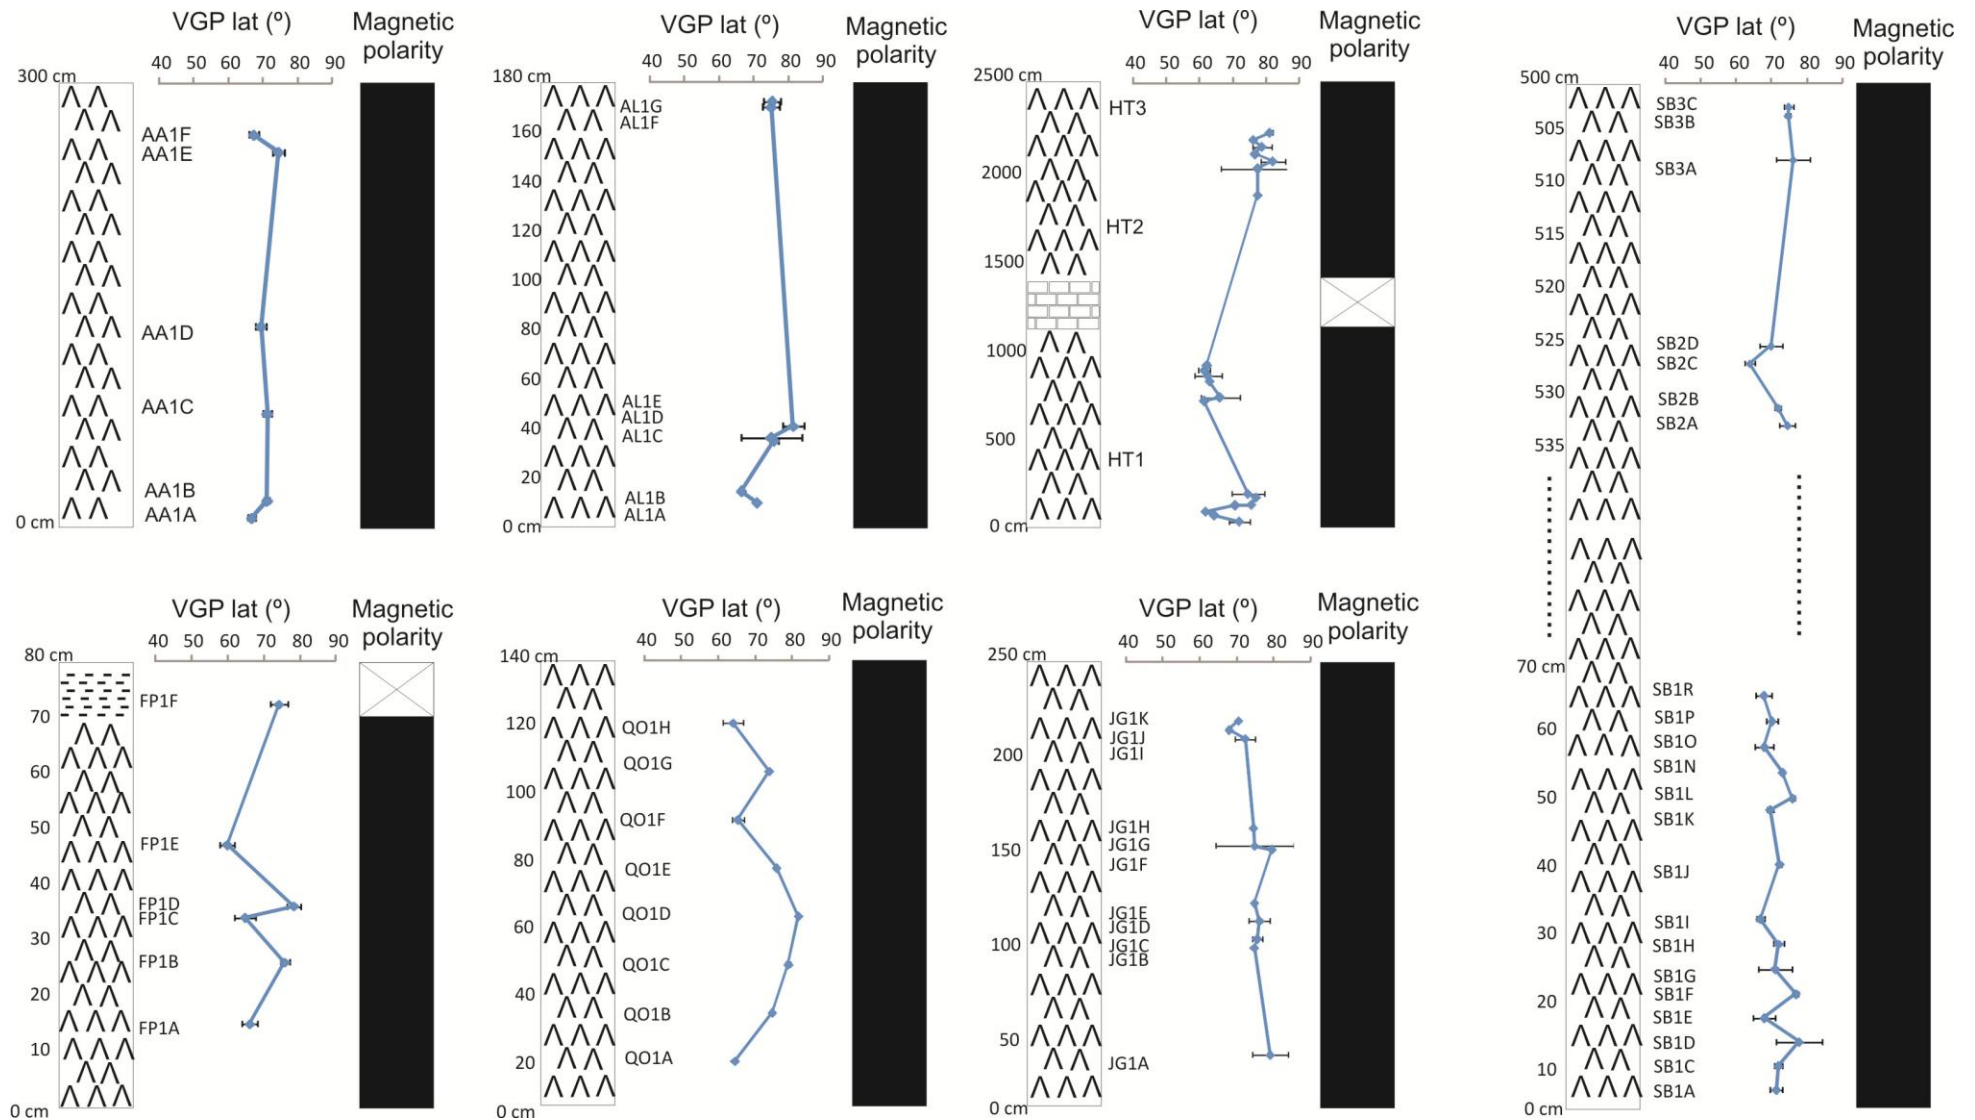 VGP lat (º)
Magnetic
polarity
40 50 60 70 80 90
300 cm
AA1F
AA1E
AA1D
AA1C
AA1B
AA1A
0 cm
VGP lat (º)
Magnetic
polarity
40 50 60 70 80 90
180 cm
AL1G
AL1F
160
140
120
100
80
60
AL1E
AL1D
40
AL1C
20
AL1B
AL1A
0 cm
VGP lat (º)
Magnetic
polarity
40 50 60 70 80 90
2500 cm
HT3
2000
HT2
1500
1000
500
HT1
0 cm
VGP lat (º)
Magnetic
polarity
40 50 60 70 80 90
500 cm
SB3C
SB3B
505
SB3A
510
515
520
525
SB2D
SB2C
530
SB2B
SB2A
535
70 cm
SB1R
SB1P
60
SB1O
SB1N
50
SB1L
SB1K
40
SB1J
SB1I
30
SB1H
SB1G
SB1F
20
SB1E
SB1D
10
SB1C
SB1A
0 cm
VGP lat (º)
Magnetic
polarity
40 50 60 70 80 90
80 cm
FP1F
70
60
50
FP1E
40
FP1D
FP1C
30
FP1B
20
FP1A
10
0 cm
VGP lat (º)
Magnetic
polarity
40 50 60 70 80 90
140 cm
120
QO1H
QO1G
100
QO1F
80
QO1E
QO1D
60
QO1C
40
QO1B
20
QO1A
0 cm
VGP lat (º)
Magnetic
polarity
40 50 60 70 80 90
250 cm
JG1K
JG1J
JG1I
200
JG1H
JG1G
150
JG1F
JG1E
JG1D
JG1C
100
JG1B
50
JG1A
0 cm